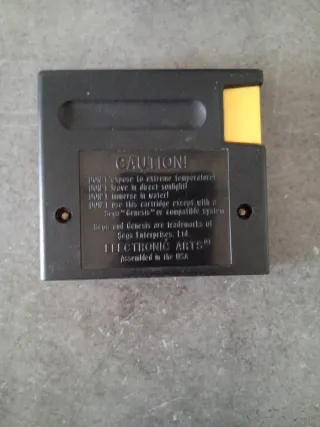 CAUTION!
DON'T expose to extreme temperature!
DON'T leave in direct sunlight!
DON'T immerse in water!
DON'T use this cartridge except with a
Sega™ Genesis™ or compatible system
Sega and Genesis are trademarks of
Sega Enterprises, Ltd.
ELECTRONIC ARTS®
Assembled in the USA